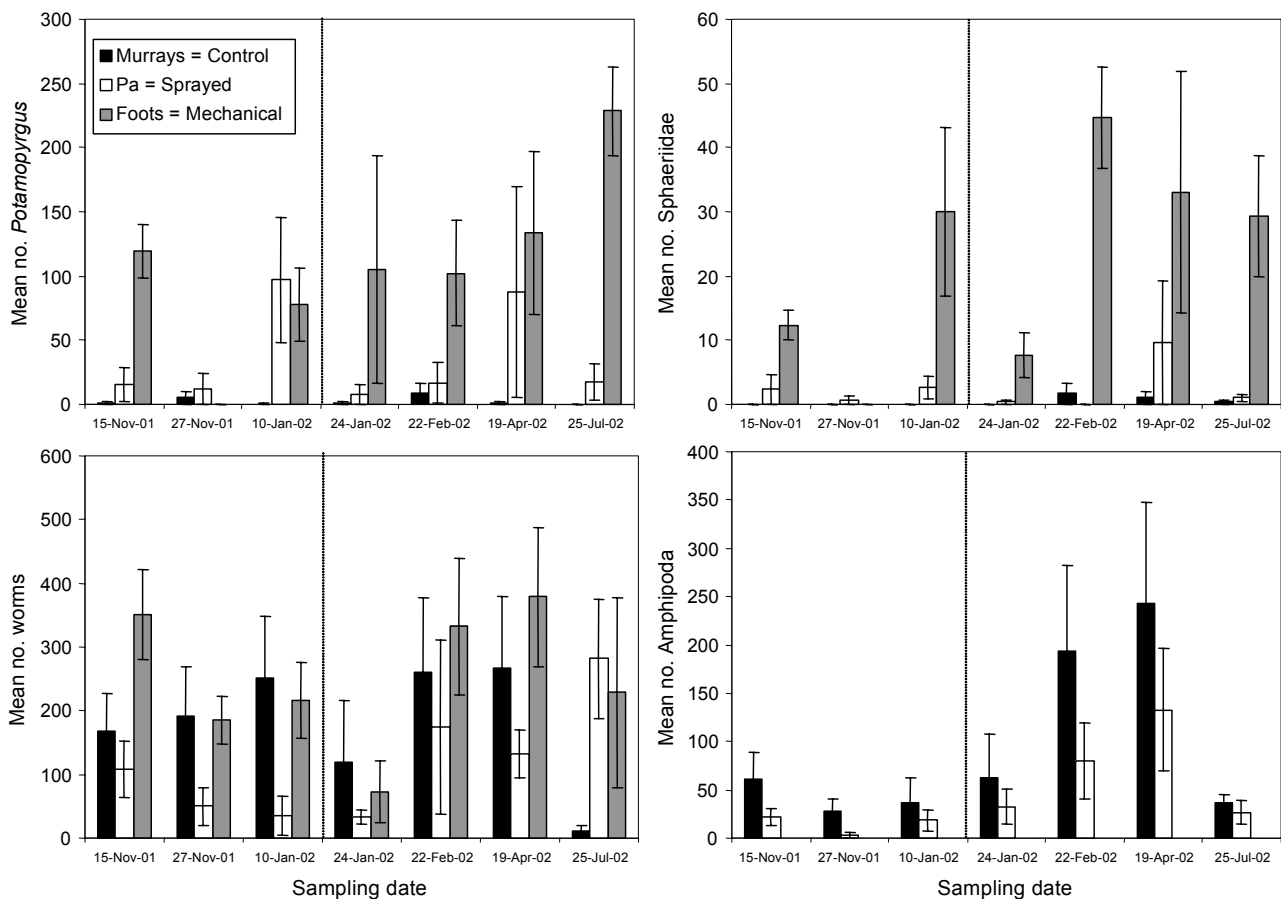 Mean no. Potamopyrgus
300
250
200
150
100
50
0
Murrays = Control
Pa = Sprayed
Foots = Mechanical
15-Nov-01 27-Nov-01 10-Jan-02 24-Jan-02 22-Feb-02 19-Apr-02 25-Jul-02
Mean no. Sphaeriidae
60
50
40
30
20
10
0
15-Nov-01 27-Nov-01 10-Jan-02 24-Jan-02 22-Feb-02 19-Apr-02 25-Jul-02
Mean no. worms
600
500
400
300
200
100
0
15-Nov-01 27-Nov-01 10-Jan-02 24-Jan-02 22-Feb-02 19-Apr-02 25-Jul-02
Sampling date
Mean no. Amphipoda
400
350
300
250
200
150
100
50
0
15-Nov-01 27-Nov-01 10-Jan-02 24-Jan-02 22-Feb-02 19-Apr-02 25-Jul-02
Sampling date